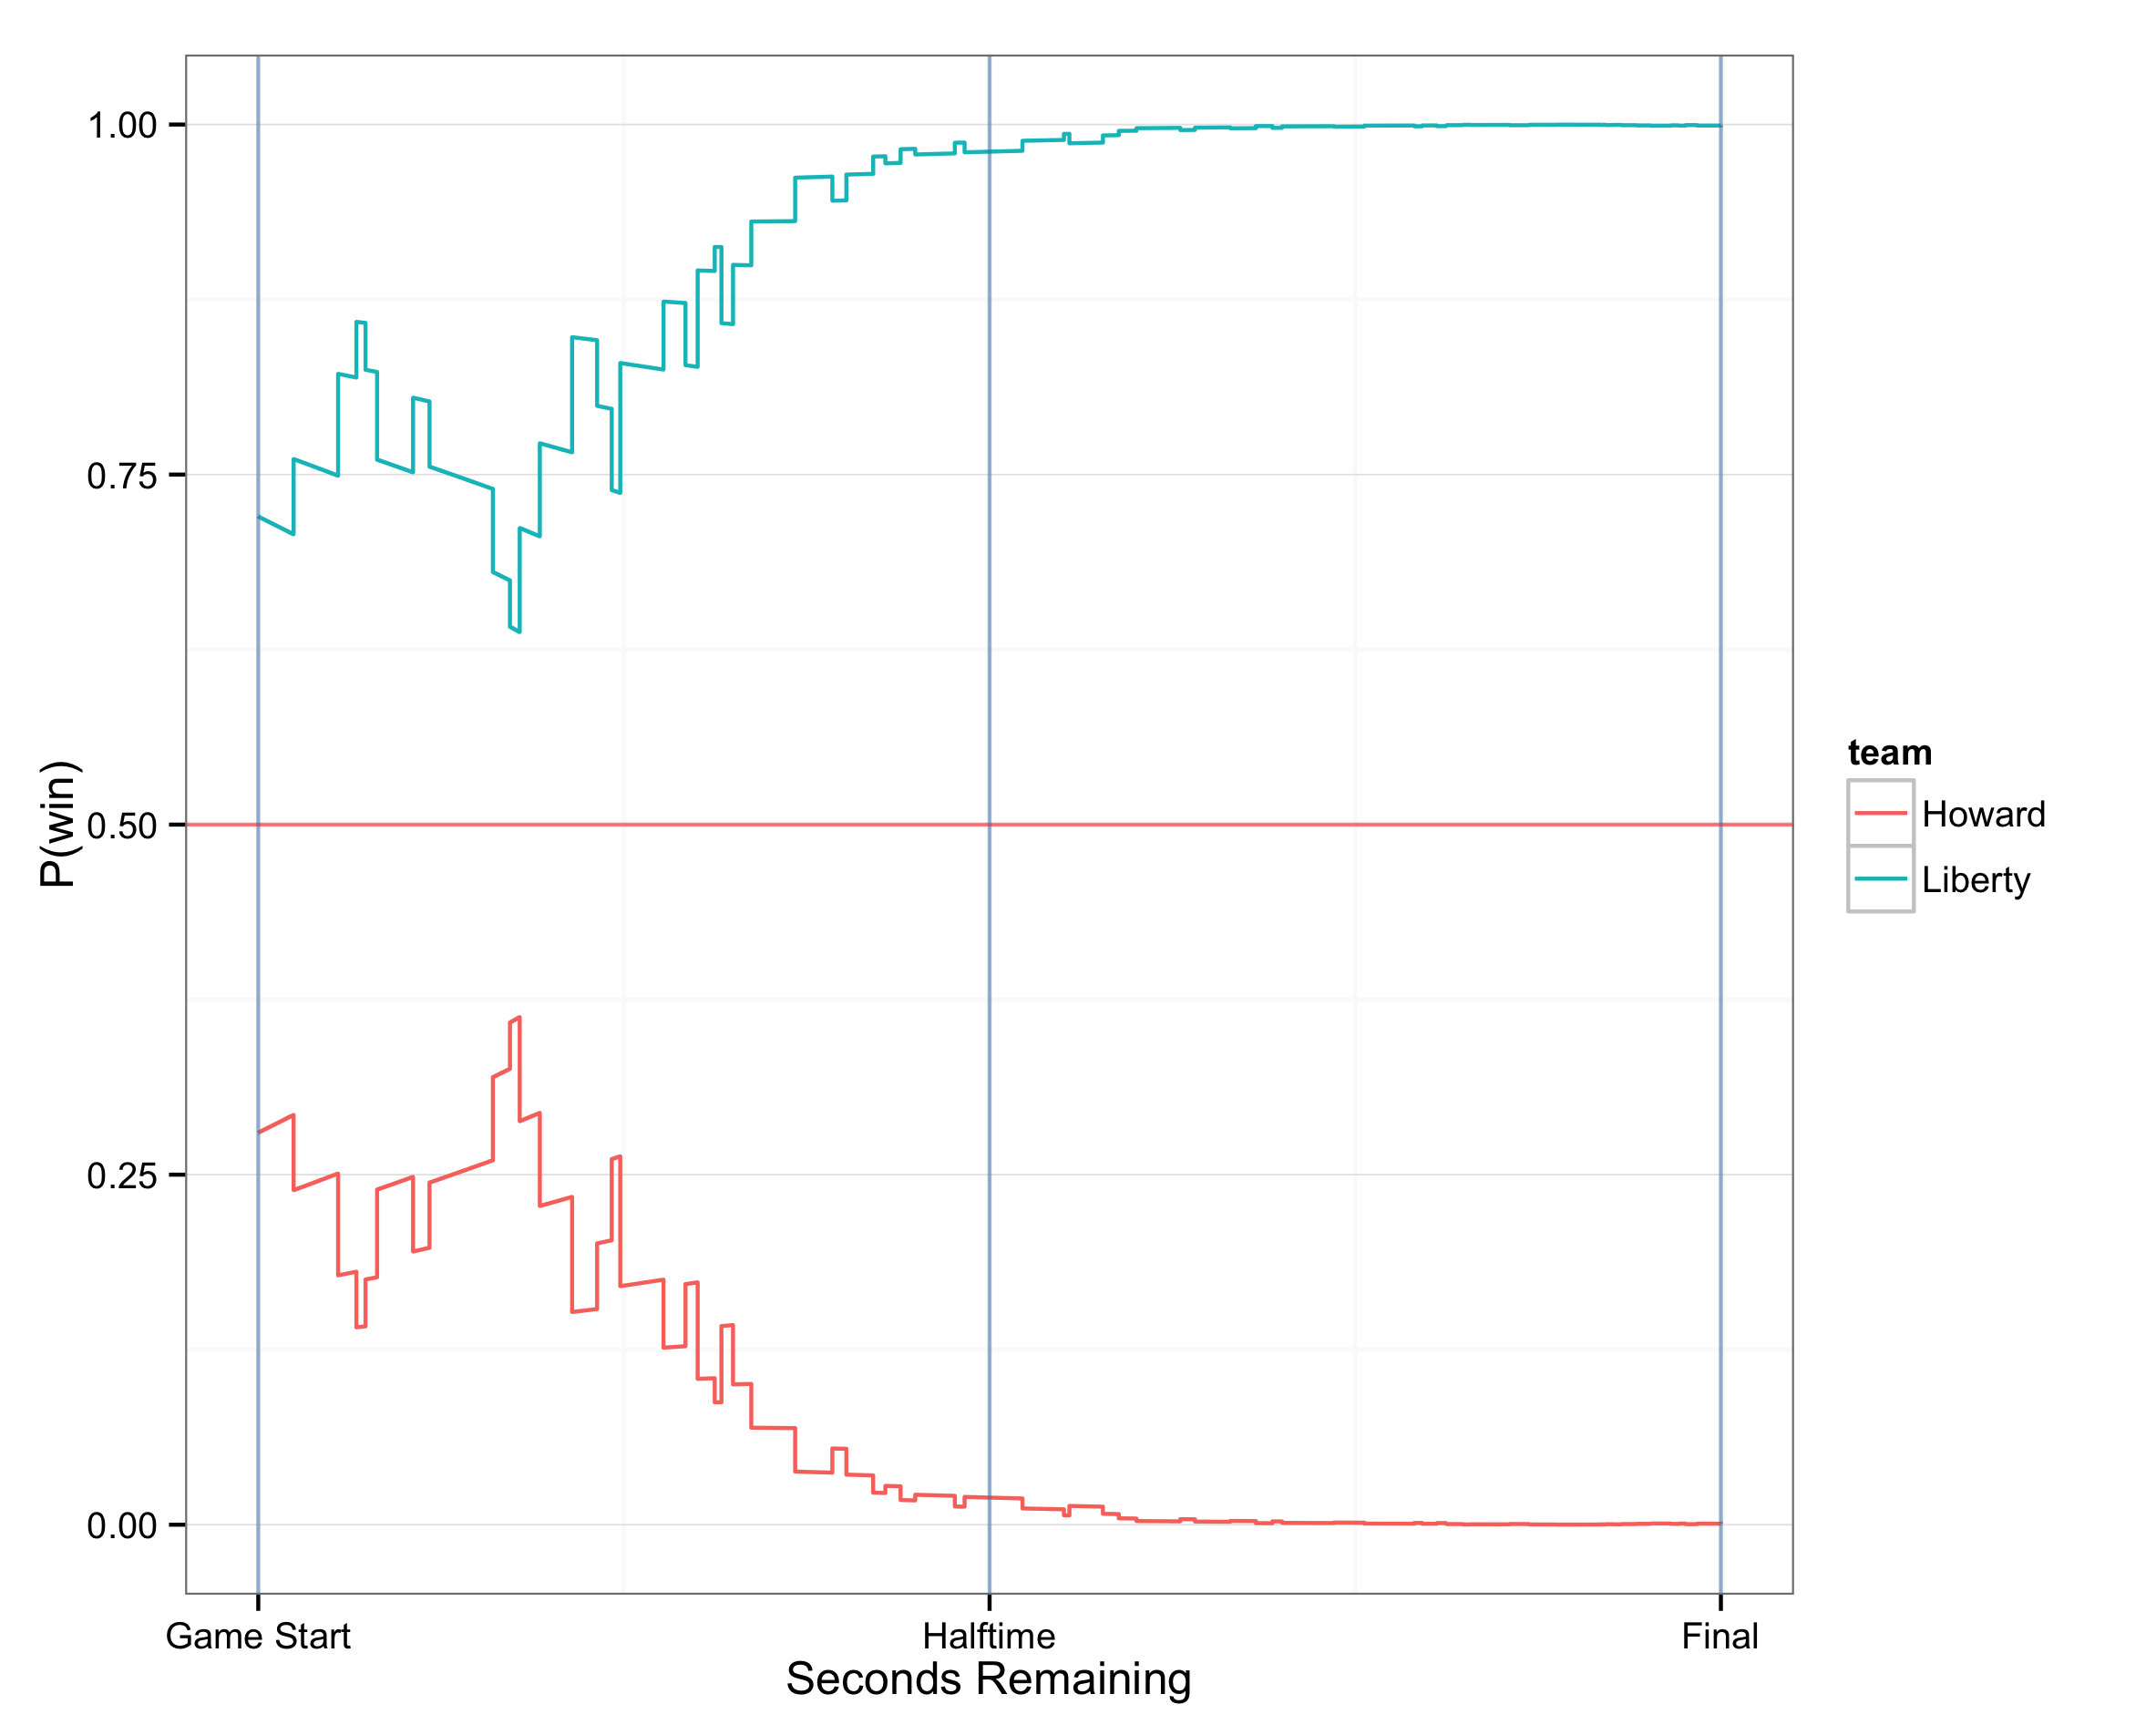 1.00
0.75
0.50
0.25
0.00
P(win)
Game Start
Halftime
Final
Seconds Remaining
team
Howard
Liberty